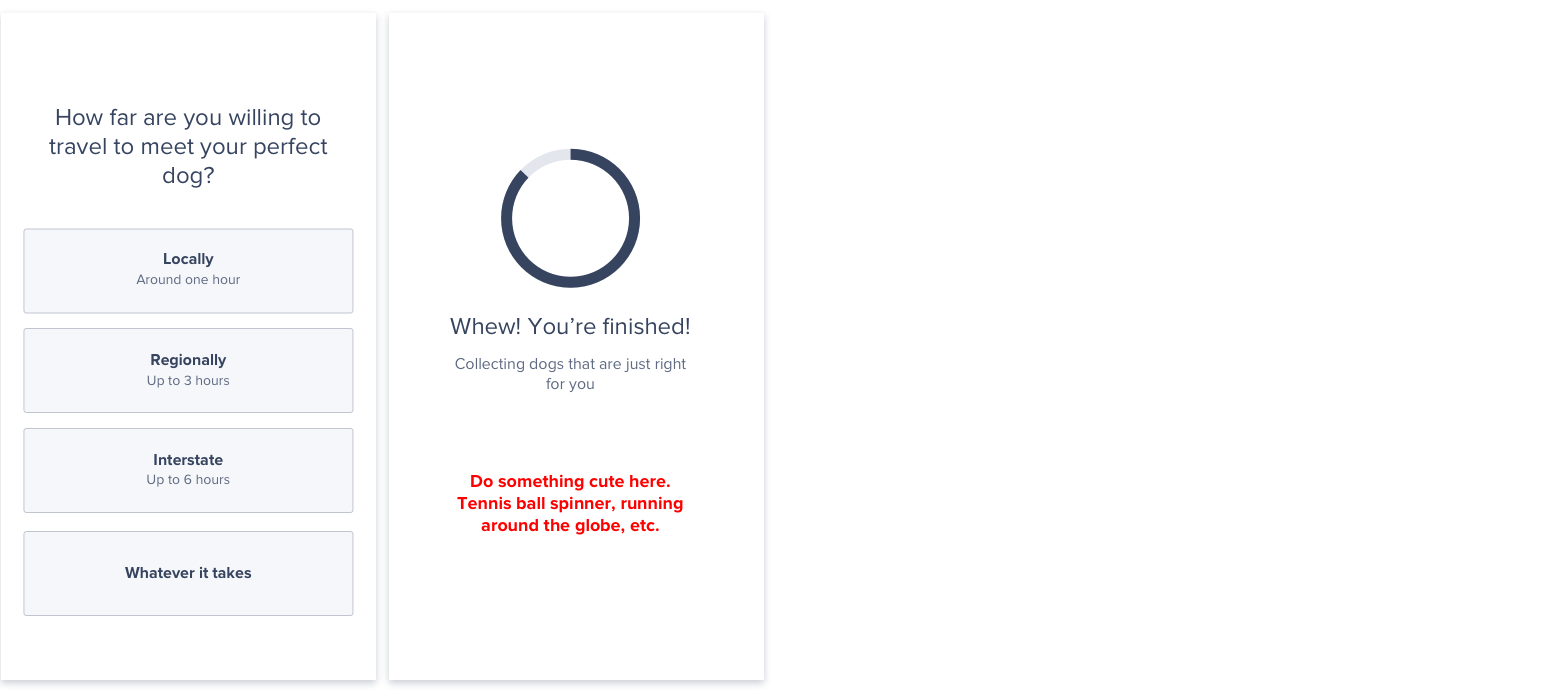 How far are you willing to
travel to meet your perfect
dog?
Locally
Around one hour
Regionally
Up to 3 hours
Interstate
Up to 6 hours
Whatever it takes
Whew! You’re finished!
Collecting dogs that are just right
for you
Do something cute here.
Tennis ball spinner, running
around the globe, etc.